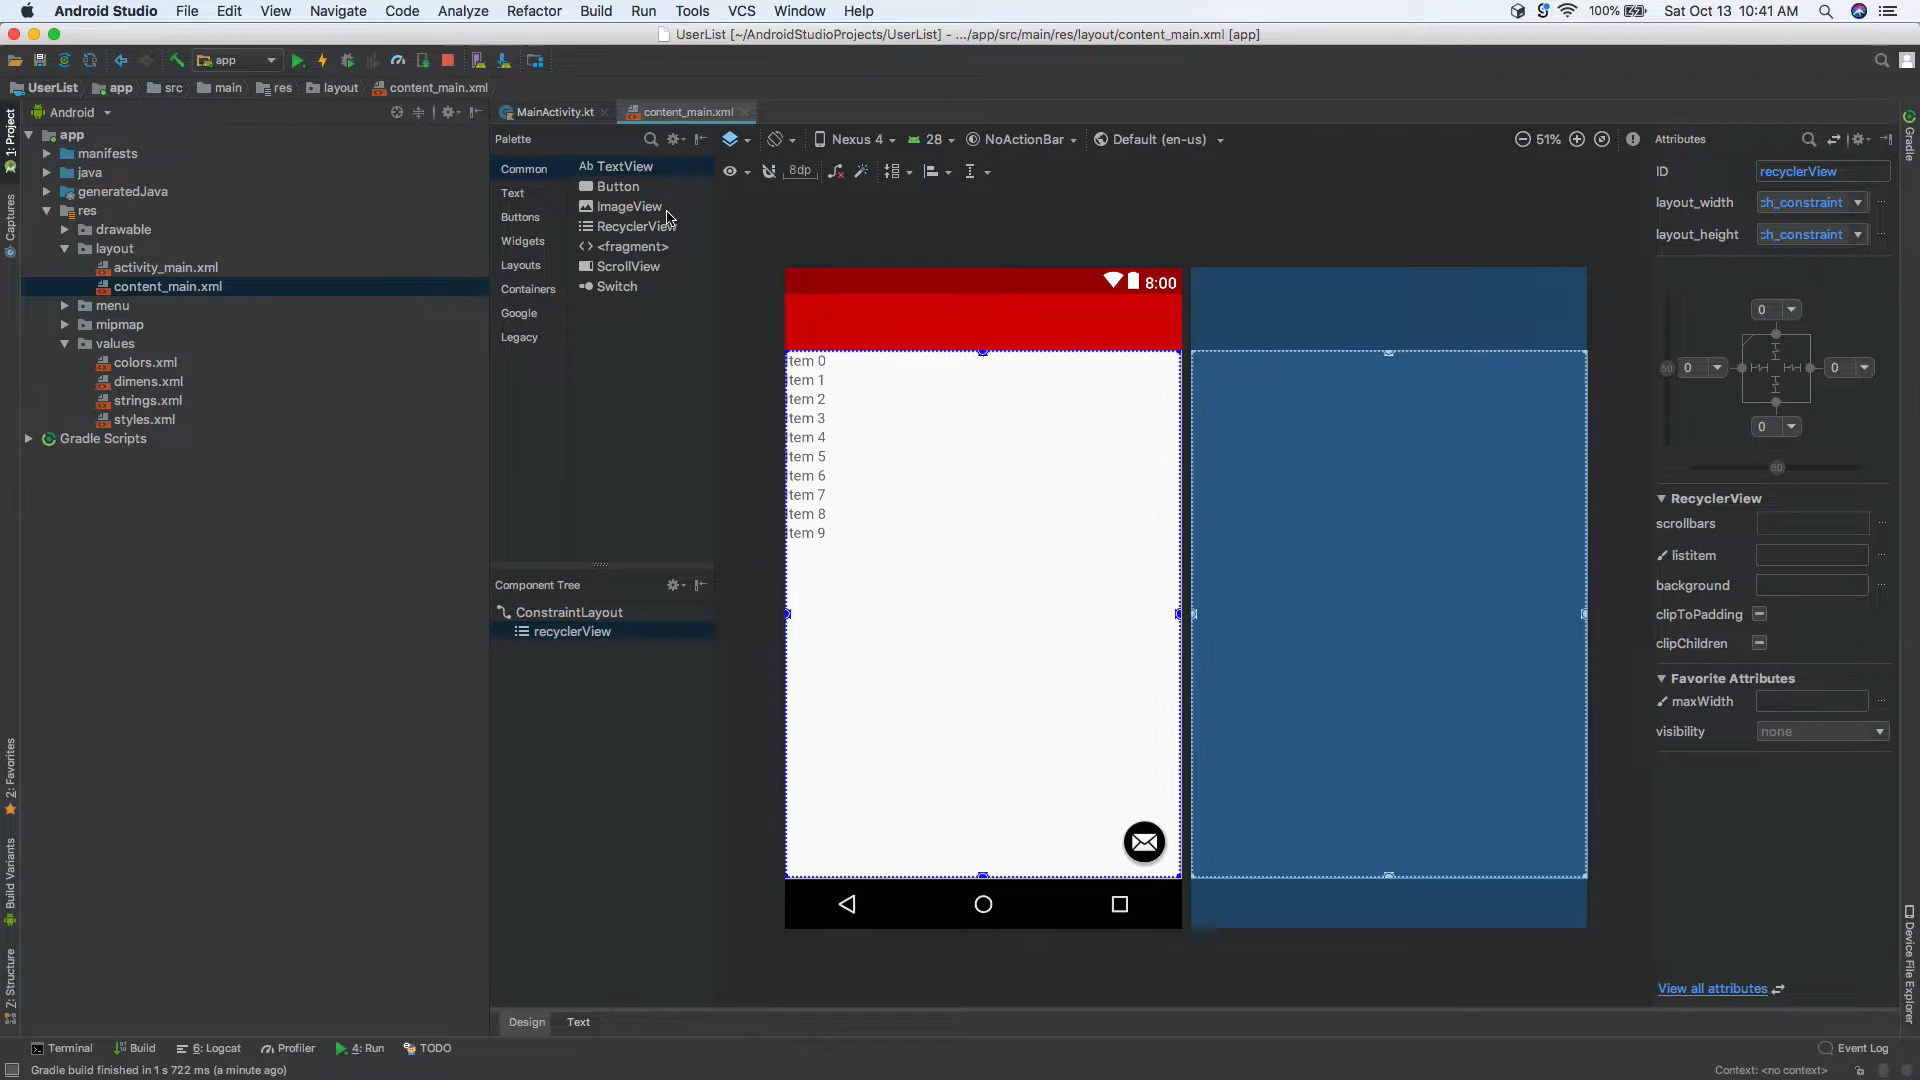 Android Studio File Edit View Navigate Code Analyze Refactor Build Run Tools VCS Window Help 100% Sat Oct 13 10:41 AM
UserList [~/AndroidStudioProjects/UserList] - .../app/src/main/res/layout/content_main.xml [app]
app
UserList app src main res layout content_main.xml
Android
MainActivity.kt content_main.xml
1: Project
Captures
2: Favorites
Build Variants
Z: Structure
app
manifests
java
generatedJava
res
drawable
layout
activity_main.xml
content_main.xml
menu
mipmap
values
colors.xml
dimens.xml
strings.xml
styles.xml
Gradle Scripts
Palette
Common
Text
Buttons
Widgets
Layouts
Containers
Google
Legacy
Ab TextView
Button
ImageView
RecyclerView
<fragment>
ScrollView
Switch
Component Tree
ConstraintLayout
recyclerView
Nexus 4 28 NoActionBar Default (en-us) 51%
8dp
8:00
Item 0
Item 1
Item 2
Item 3
Item 4
Item 5
Item 6
Item 7
Item 8
Item 9
Attributes
ID recyclerView
layout_width ch_constraint
layout_height ch_constraint
0
50 0 0
0
50
RecyclerView
scrollbars
listitem
background
clipToPadding
clipChildren
Favorite Attributes
maxWidth
visibility none
View all attributes
Gradle
Device File Explorer
Design Text
Terminal Build 6: Logcat Profiler 4: Run TODO Event Log
Gradle build finished in 1 s 722 ms (a minute ago) Context: <no context>